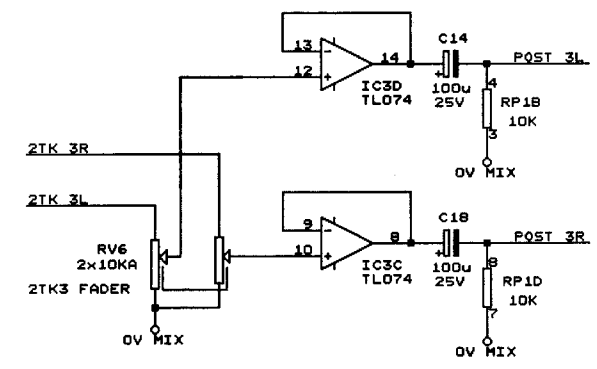 C14
13
14
POST 3L
12
IC3D
TL074
+
100u
25V
4
RP1B
10K
3
2TK 3R
0V MIX
2TK 3L
C18
9
8
POST 3R
RV6
10
2x10KA
IC3C
TL074
+
100u
25V
8
RP1D
10K
2TK3 FADER
7
0V MIX
0V MIX